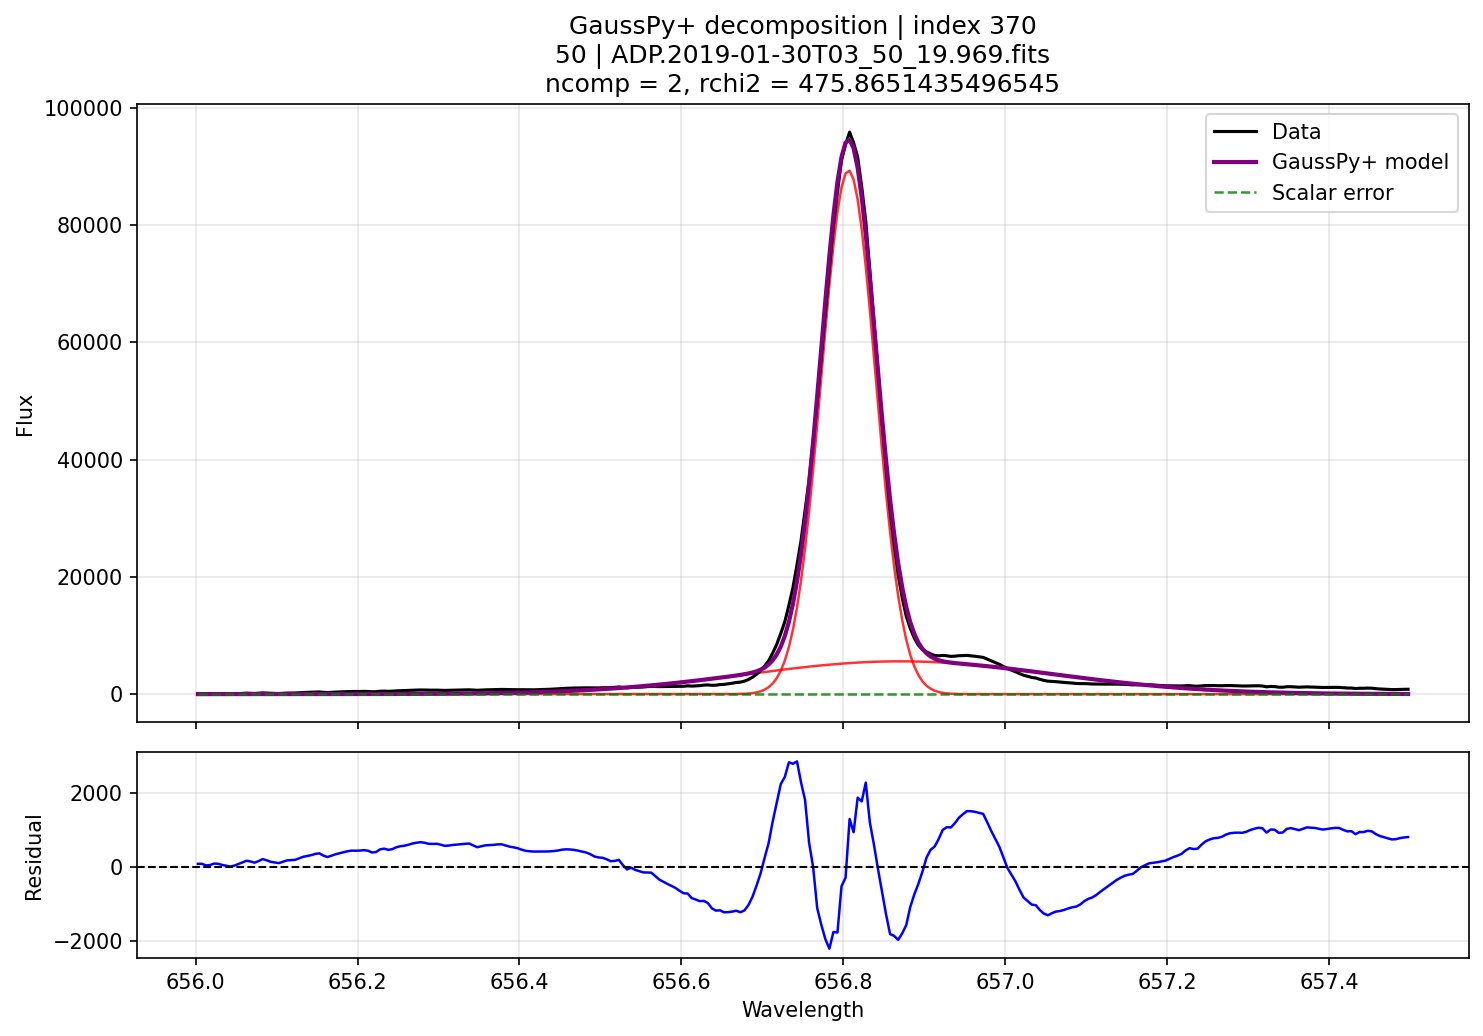 GaussPy+ decomposition | index 370
50 | ADP.2019-01-30T03_50_19.969.fits
ncomp = 2, rchi2 = 475.8651435496545
100000
80000
60000
40000
20000
0
Flux
Data
GaussPy+ model
Scalar error
2000
0
−2000
Residual
656.0
656.2
656.4
656.6
656.8
657.0
657.2
657.4
Wavelength